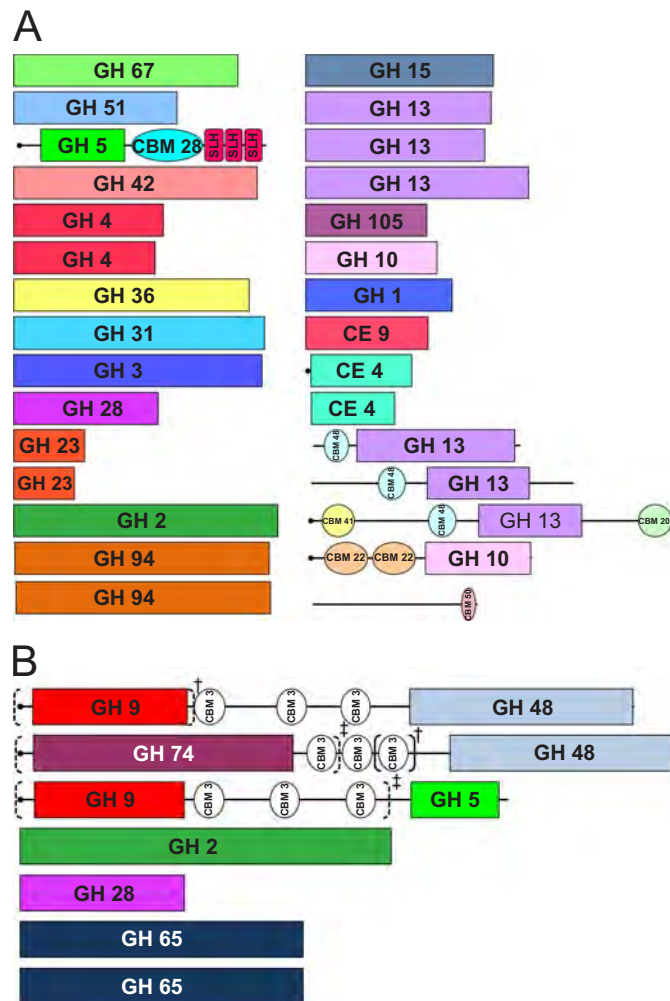 A
GH 67
GH 51
GH 5 CBM 28 SLH SLH SLH
GH 42
GH 4
GH 4
GH 36
GH 31
GH 3
GH 28
GH 23
GH 23
GH 2
GH 94
GH 94
GH 15
GH 13
GH 13
GH 13
GH 105
GH 10
GH 1
CE 9
CE 4
CE 4
CBM 48 GH 13
CBM 48 GH 13
CBM 41 CBM 48 GH 13 CBM 20
CBM 22 CBM 22 GH 10
CBM 50
B
GH 9 † CBM 3 CBM 3 CBM 3 GH 48
GH 74 CBM 3 ‡ CBM 3 CBM 3 † GH 48
GH 9 CBM 3 CBM 3 CBM 3 ‡ GH 5
GH 2
GH 28
GH 65
GH 65